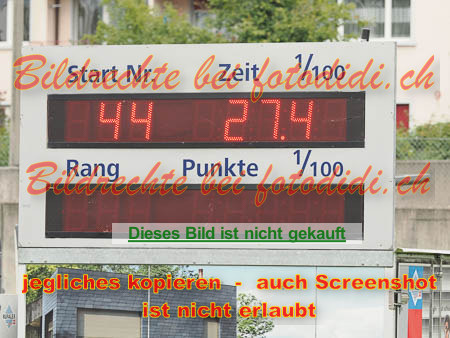 Start Nr. Zeit 1/100
Bildrechte bei fotodidi.ch
44 27.4
Rang Punkte 1/100
Bildrechte bei fotodidi.ch
Dieses Bild ist nicht gekauft
jegliches kopieren - auch Screenshot
ist nicht erlaubt